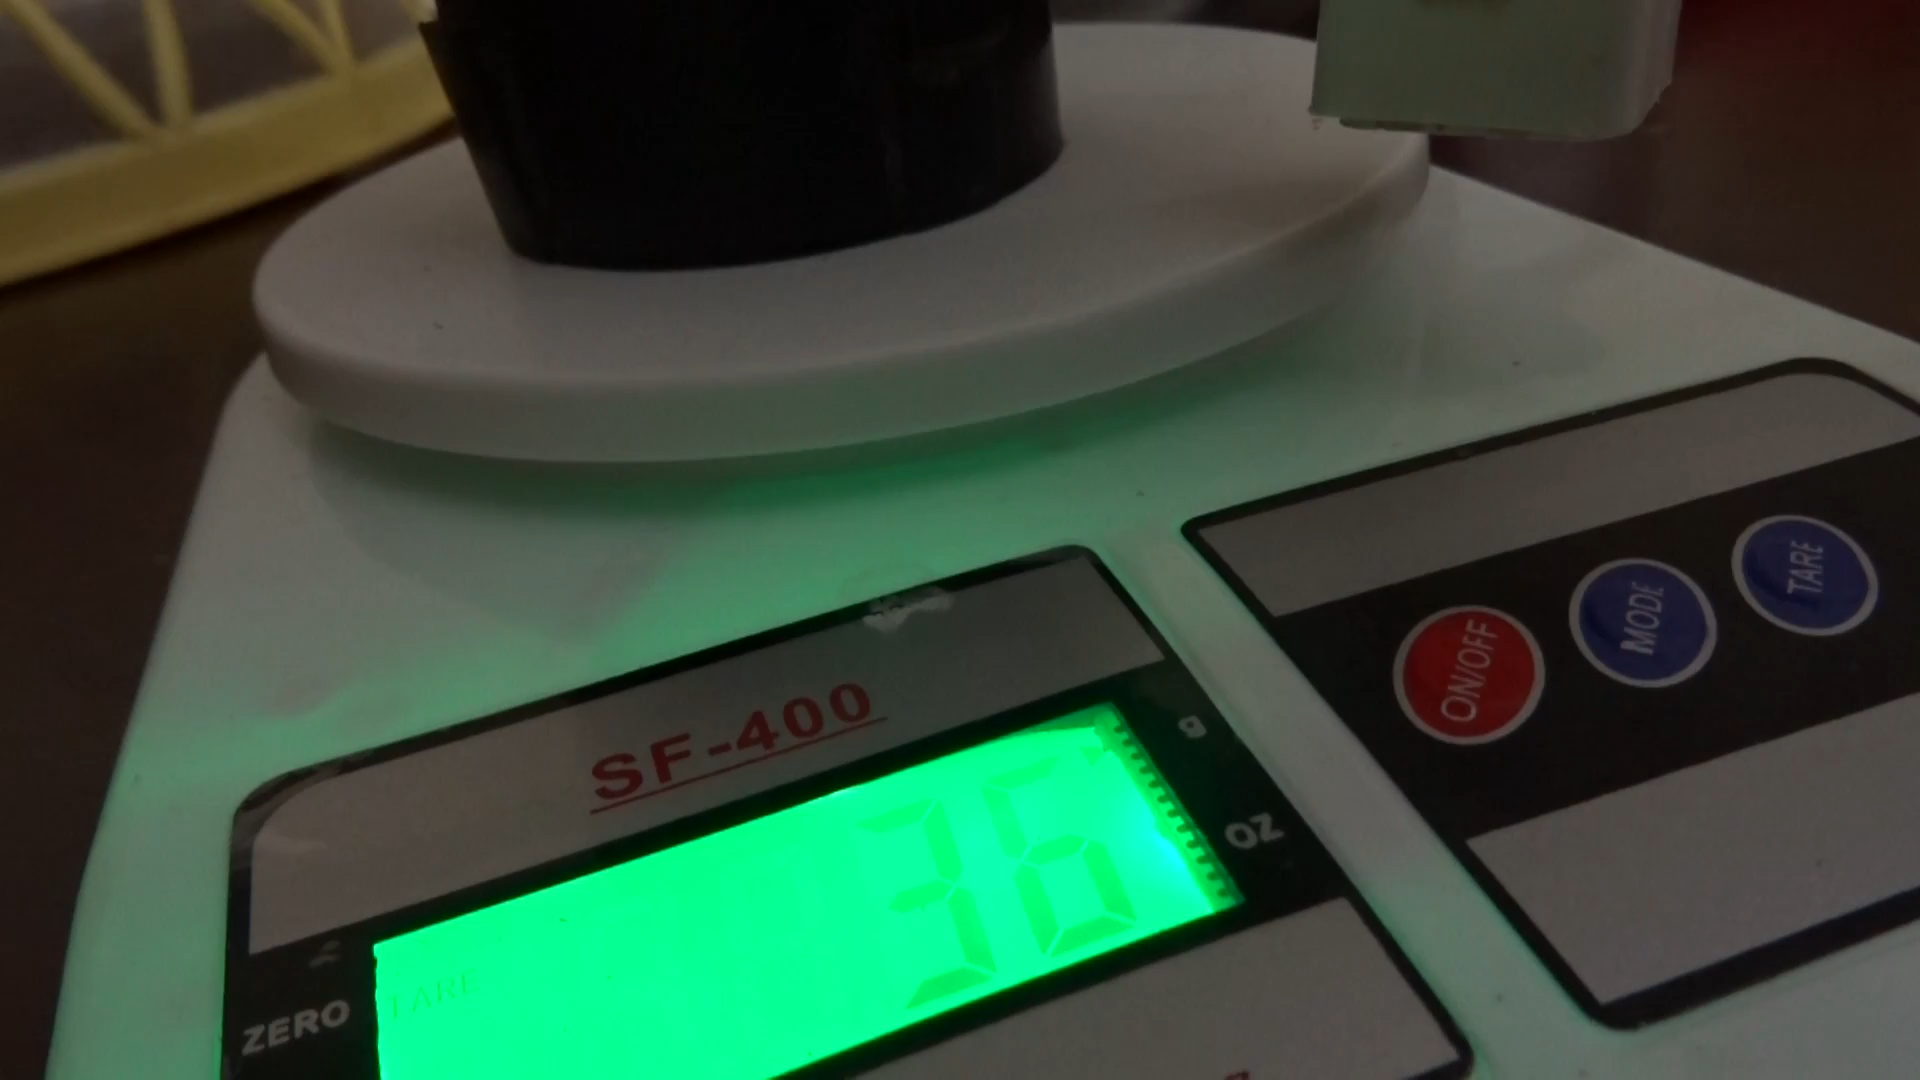 SF-400
36
TARE
ZERO
g
OZ
ON/OFF
MODE
TARE